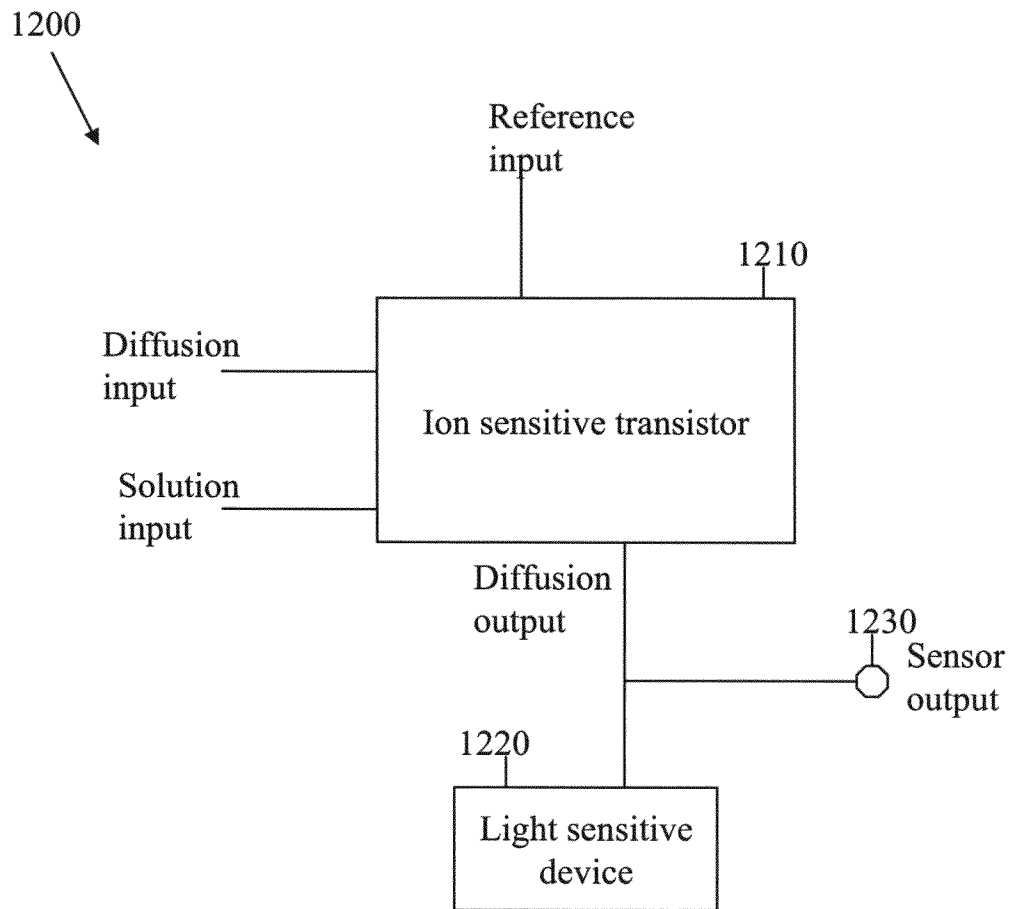 1200
Reference
input
1210
Diffusion
input
Ion sensitive transistor
Solution
input
Diffusion
output
1230
Sensor
output
1220
Light sensitive
device